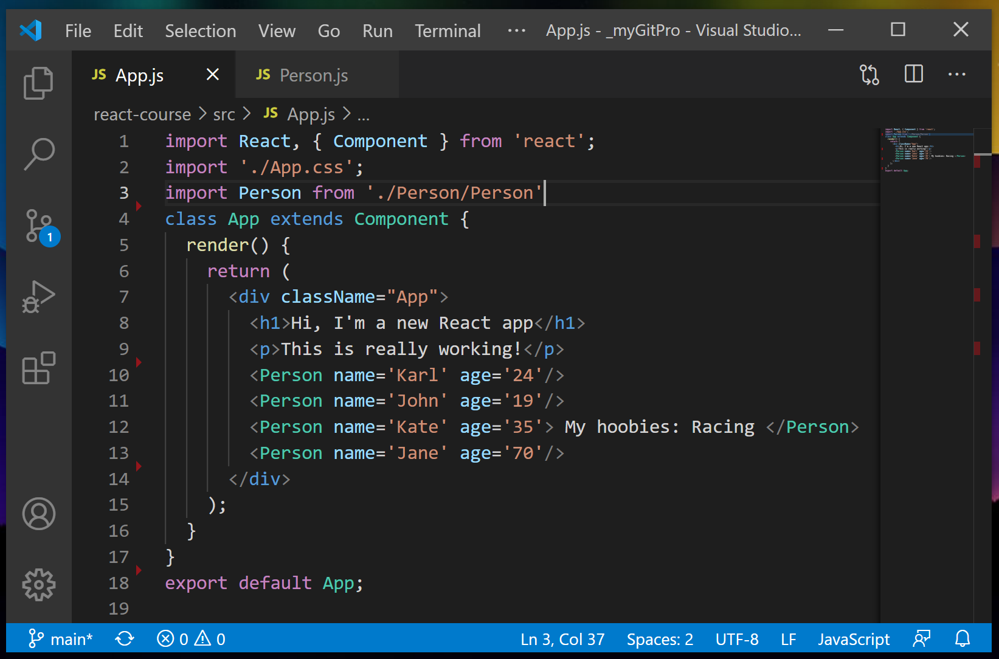 File Edit Selection View Go Run Terminal ··· App.js - _myGitPro - Visual Studio...
JS App.js JS Person.js
react-course > src > JS App.js > ...
1 import React, { Component } from 'react';
2 import './App.css';
3 import Person from './Person/Person'
4 class App extends Component {
5 render() {
6 return (
7 <div className="App">
8 <h1>Hi, I'm a new React app</h1>
9 <p>This is really working!</p>
10 <Person name='Karl' age='24'/>
11 <Person name='John' age='19'/>
12 <Person name='Kate' age='35'> My hoobies: Racing </Person>
13 <Person name='Jane' age='70'/>
14 </div>
15 );
16 }
17 }
18 export default App;
19
1
main* 0 0 Ln 3, Col 37 Spaces: 2 UTF-8 LF JavaScript